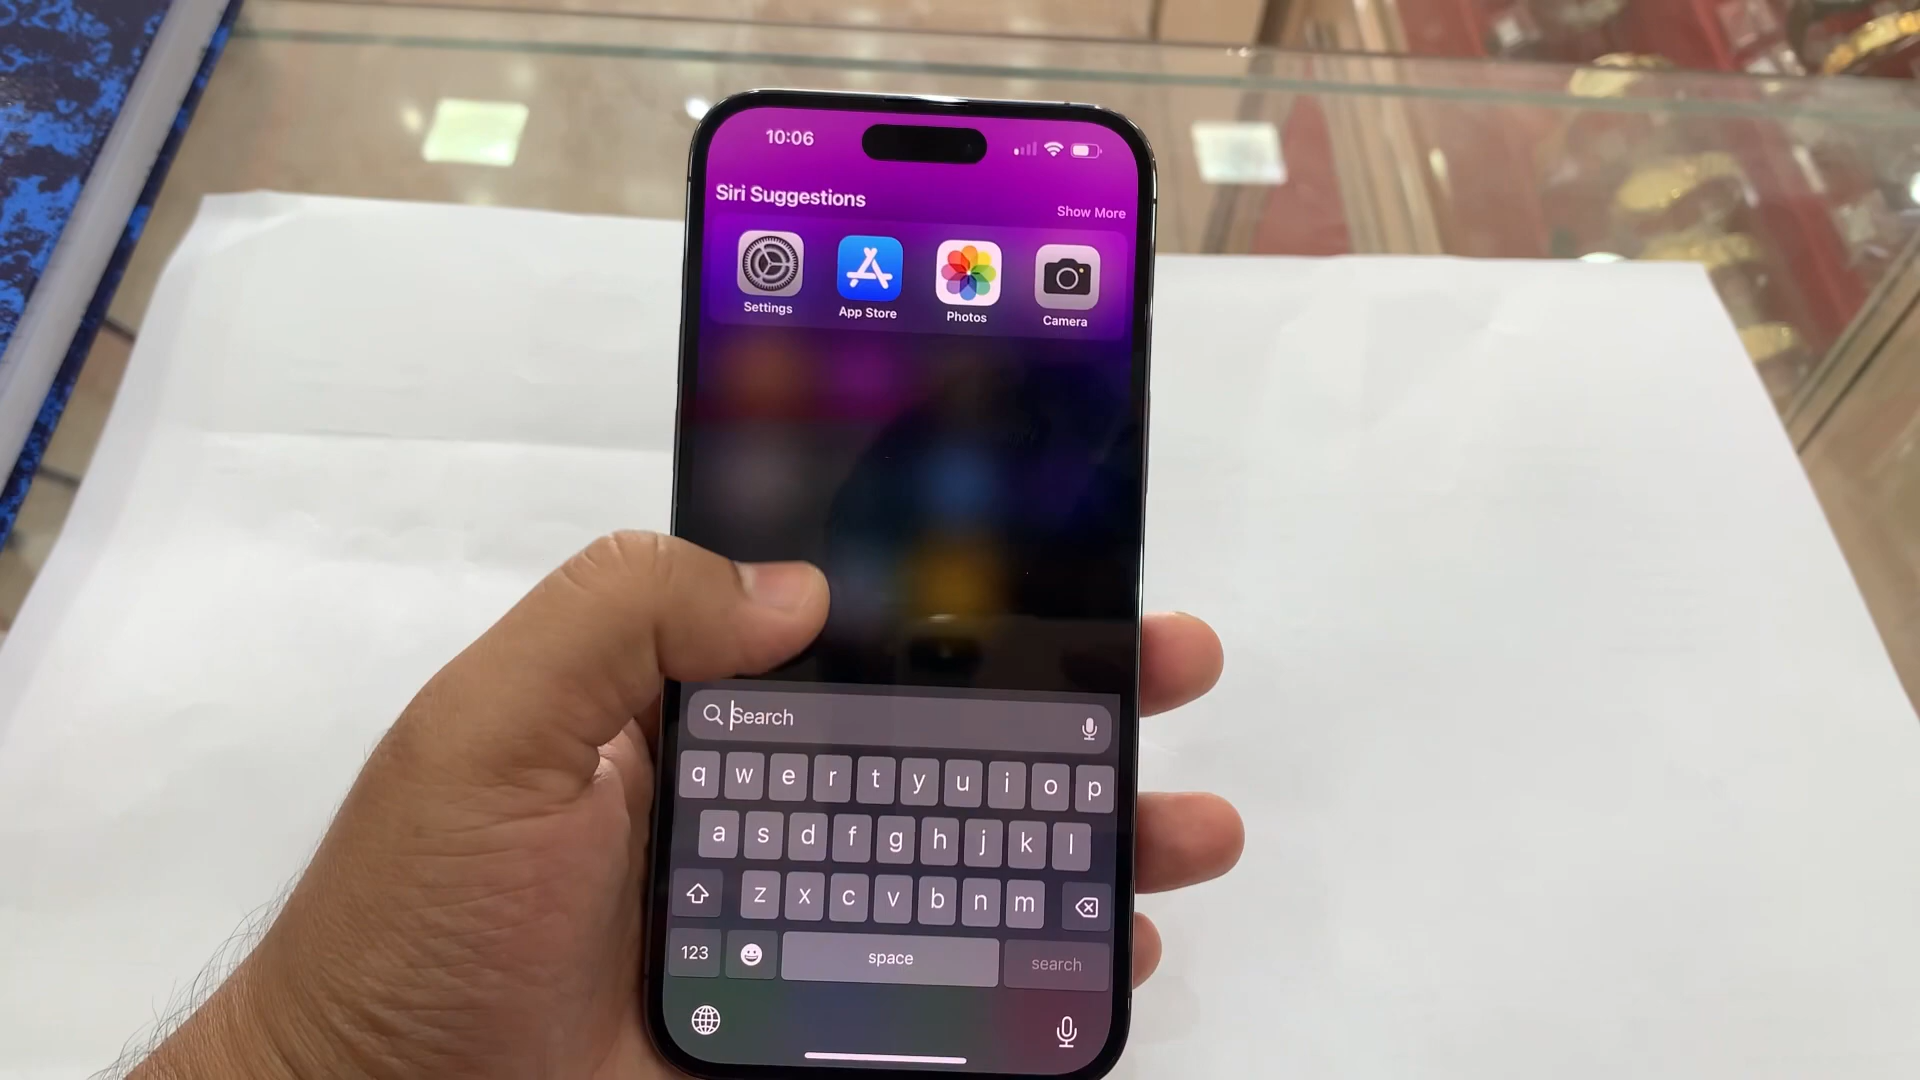 10:06
Siri Suggestions
Show More
Settings
App Store
Photos
Camera
Search
q w e r t y u i o p
a s d f g h j k l
z x c v b n m
123
space
search